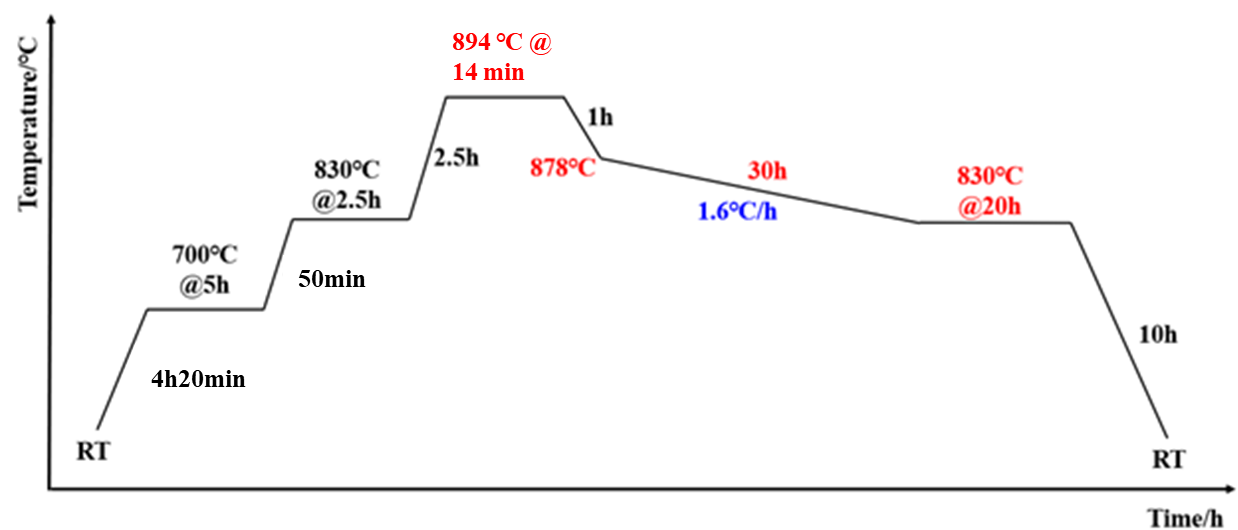 Temperature/°C
894 °C @
14 min
1h
2.5h
878°C
30h
1.6°C/h
830°C
@2.5h
830°C
@20h
700°C
@5h
50min
4h20min
10h
RT
RT
Time/h